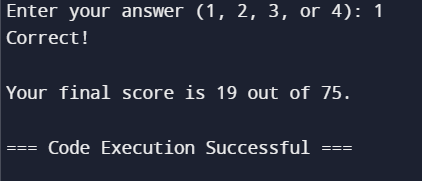 Enter your answer (1, 2, 3, or 4): 1
Correct!
Your final score is 19 out of 75.
=== Code Execution Successful ===